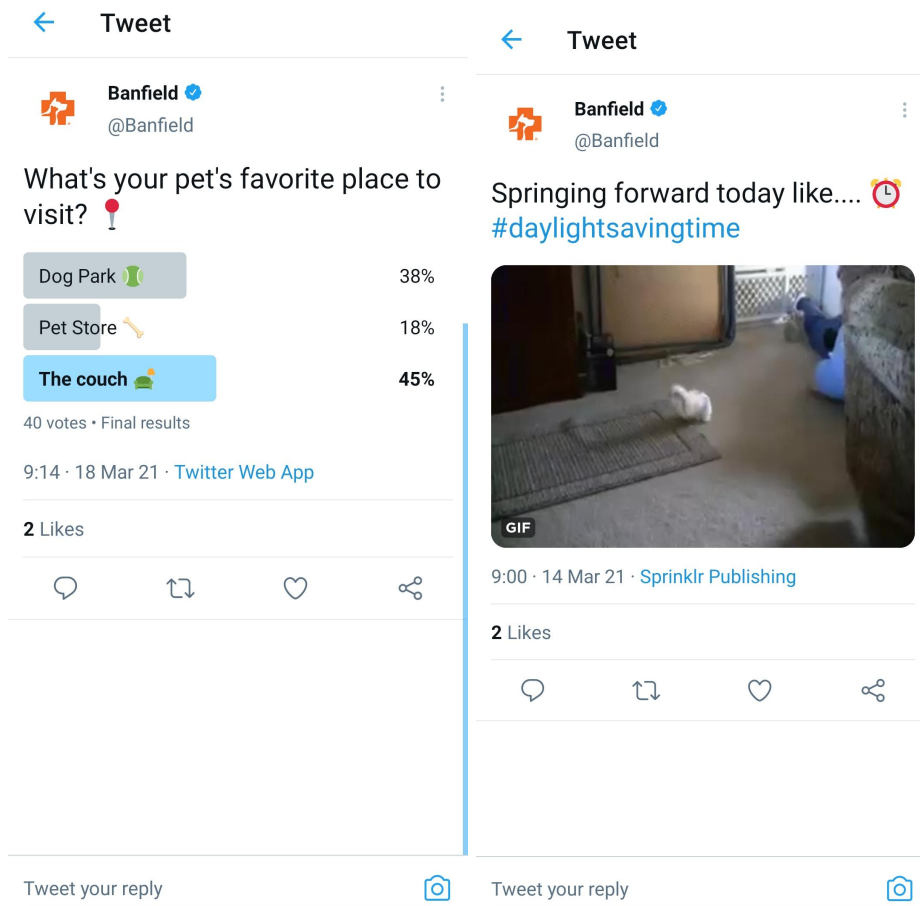 Tweet
Banfield
@Banfield
What's your pet's favorite place to
visit? 📍
Dog Park 🎾 38%
Pet Store 🦴 18%
The couch 🛋 45%
40 votes • Final results
9:14 · 18 Mar 21 · Twitter Web App
2 Likes
Tweet your reply
Tweet
Banfield
@Banfield
Springing forward today like.... ⏰
#daylightsavingtime
GIF
9:00 · 14 Mar 21 · Sprinklr Publishing
2 Likes
Tweet your reply